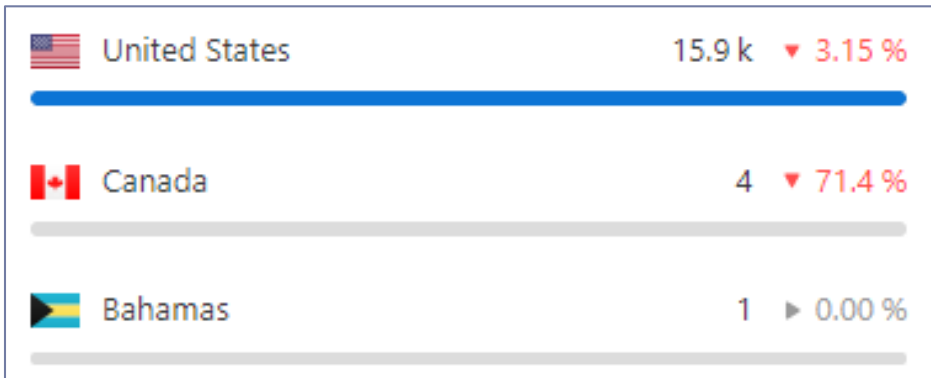 United States 15.9 k ▼ 3.15 %
Canada 4 ▼ 71.4 %
Bahamas 1 ▶ 0.00 %